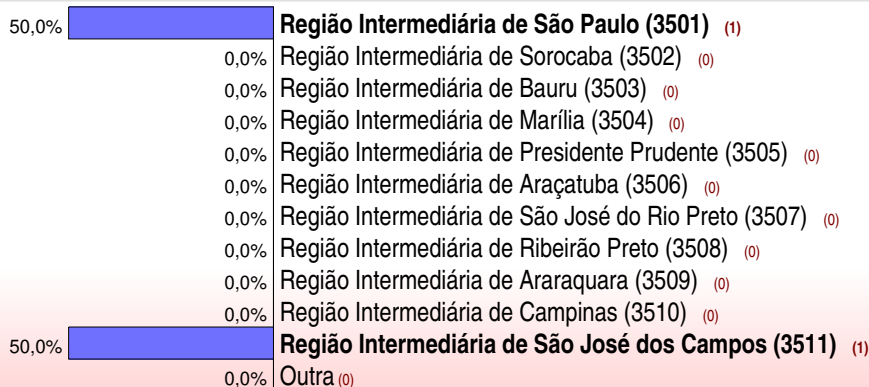 50,0% Região Intermediária de São Paulo (3501) (1)
0,0% Região Intermediária de Sorocaba (3502) (0)
0,0% Região Intermediária de Bauru (3503) (0)
0,0% Região Intermediária de Marília (3504) (0)
0,0% Região Intermediária de Presidente Prudente (3505) (0)
0,0% Região Intermediária de Araçatuba (3506) (0)
0,0% Região Intermediária de São José do Rio Preto (3507) (0)
0,0% Região Intermediária de Ribeirão Preto (3508) (0)
0,0% Região Intermediária de Araraquara (3509) (0)
0,0% Região Intermediária de Campinas (3510) (0)
50,0% Região Intermediária de São José dos Campos (3511) (1)
0,0% Outra (0)